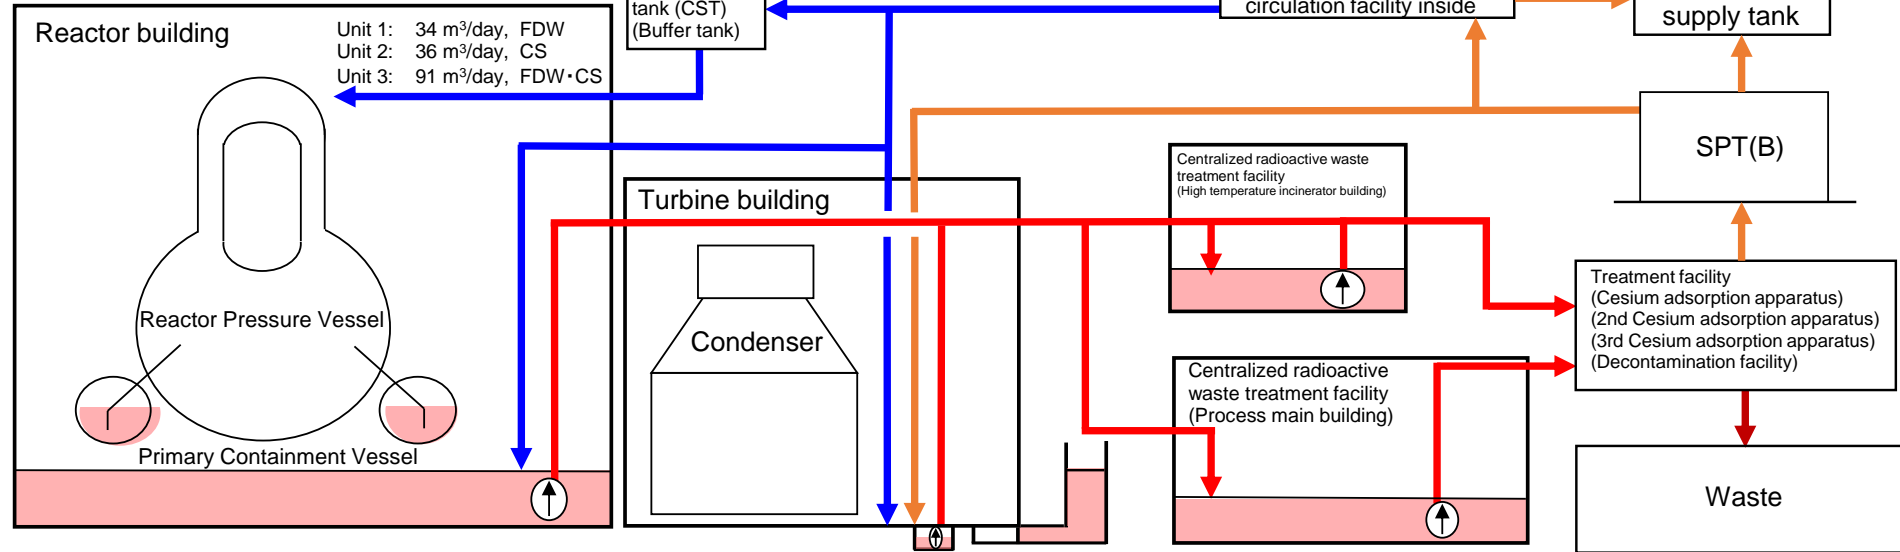 Reactor building
Unit 1: 34 m³/day, FDW
Unit 2: 36 m³/day, CS
Unit 3: 91 m³/day, FDW・CS
tank (CST)
(Buffer tank)
circulation facility inside
supply tank
SPT(B)
Centralized radioactive waste
treatment facility
(High temperature incinerator building)
Turbine building
Treatment facility
(Cesium adsorption apparatus)
(2nd Cesium adsorption apparatus)
(3rd Cesium adsorption apparatus)
(Decontamination facility)
Reactor Pressure Vessel
Condenser
Centralized radioactive
waste treatment facility
(Process main building)
Primary Containment Vessel
Waste